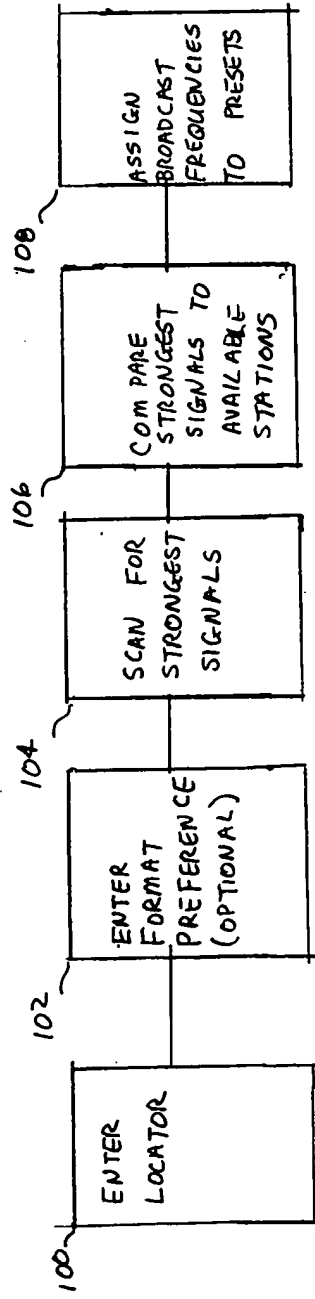 100
ENTER
LOCATOR
102
ENTER
FORMAT
PREFERENCE
(OPTIONAL)
104
SCAN FOR
STRONGEST
SIGNALS
106
COMPARE
STRONGEST
SIGNALS TO
AVAILABLE
STATIONS
108
ASSIGN
BROADCAST
FREQUENCIES
TO PRESETS